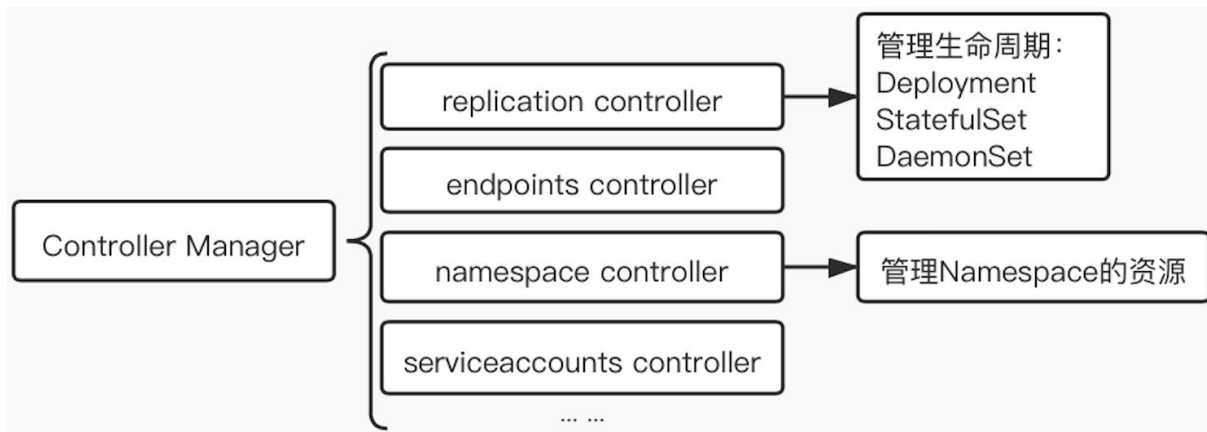 Controller Manager
replication controller
endpoints controller
namespace controller
serviceaccounts controller
... ...
管理生命周期：
Deployment
StatefulSet
DaemonSet
管理Namespace的资源